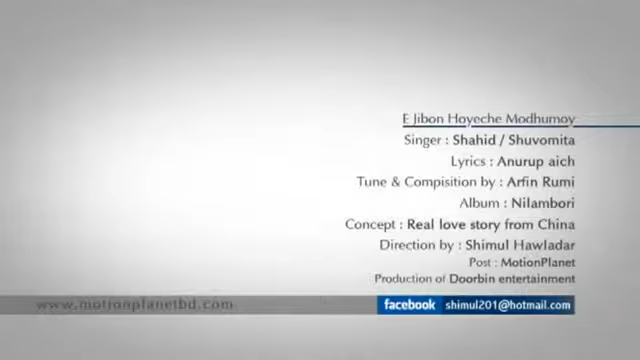 E Jibon Hoyeche Modhumoy
Singer : Shahid / Shuvomita
Lyrics : Anurup aich
Tune & Compisition by : Arfin Rumi
Album : Nilambori
Concept : Real love story from China
Direction by : Shimul Hawladar
Post : MotionPlanet
Production of Doorbin entertainment
www.motionplanetbd.com facebook shimul201@hotmail.com